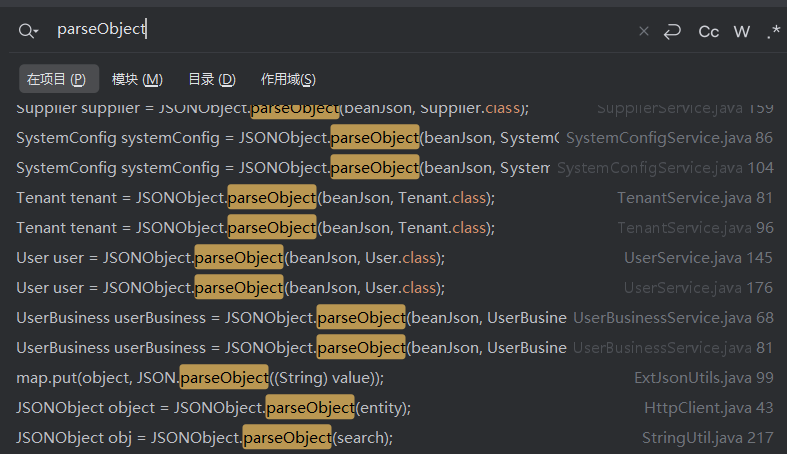 parseObject
Cc W .*
在项目 (P) 模块 (M) 目录 (D) 作用域(S)
Supplier supplier = JSONObject.parseObject(beanJson, Supplier.class); SupplierService.java 159
SystemConfig systemConfig = JSONObject.parseObject(beanJson, SystemC SystemConfigService.java 86
SystemConfig systemConfig = JSONObject.parseObject(beanJson, System SystemConfigService.java 104
Tenant tenant = JSONObject.parseObject(beanJson, Tenant.class); TenantService.java 81
Tenant tenant = JSONObject.parseObject(beanJson, Tenant.class); TenantService.java 96
User user = JSONObject.parseObject(beanJson, User.class); UserService.java 145
User user = JSONObject.parseObject(beanJson, User.class); UserService.java 176
UserBusiness userBusiness = JSONObject.parseObject(beanJson, UserBusine UserBusinessService.java 68
UserBusiness userBusiness = JSONObject.parseObject(beanJson, UserBusine UserBusinessService.java 81
map.put(object, JSON.parseObject((String) value)); ExtJsonUtils.java 99
JSONObject object = JSONObject.parseObject(entity); HttpClient.java 43
JSONObject obj = JSONObject.parseObject(search); StringUtil.java 217